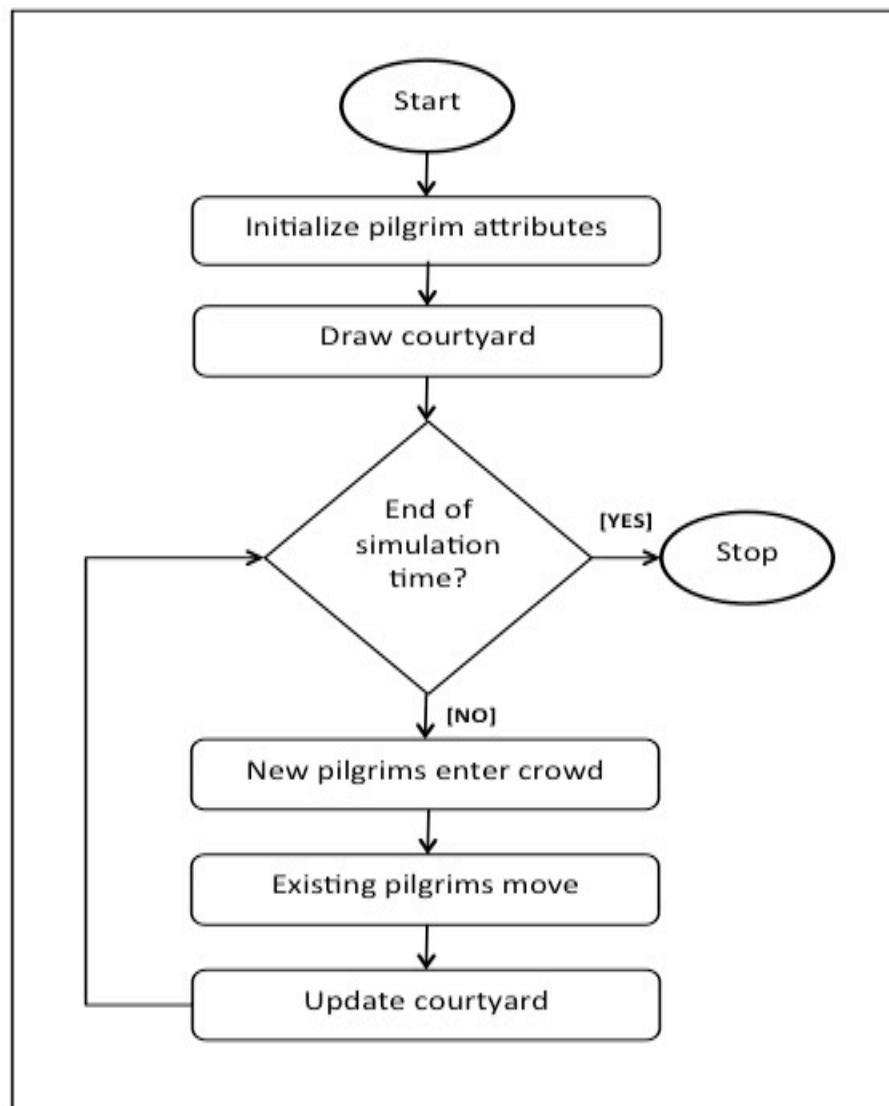 Start
Initialize pilgrim attributes
Draw courtyard
End of
simulation
time?
[YES]
Stop
[NO]
New pilgrims enter crowd
Existing pilgrims move
Update courtyard